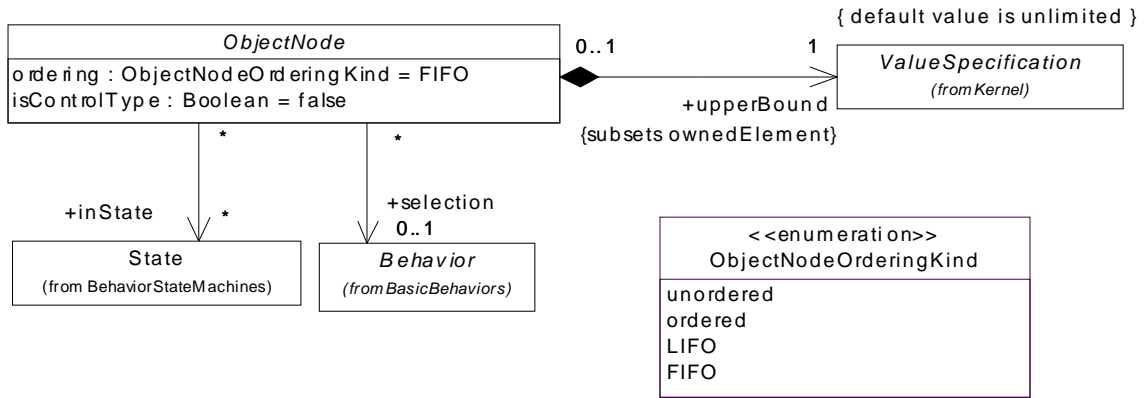 { default value is unlimited }
ObjectNode
ordering : ObjectNodeOrderingKind = FIFO
isControlType : Boolean = false
0..1
1
ValueSpecification
(from Kernel)
+upperBound
{subsets ownedElement}
*
*
+inState
*
+selection
0..1
State
(from BehaviorStateMachines)
Behavior
(from BasicBehaviors)
<<enumeration>>
ObjectNodeOrderingKind
unordered
ordered
LIFO
FIFO